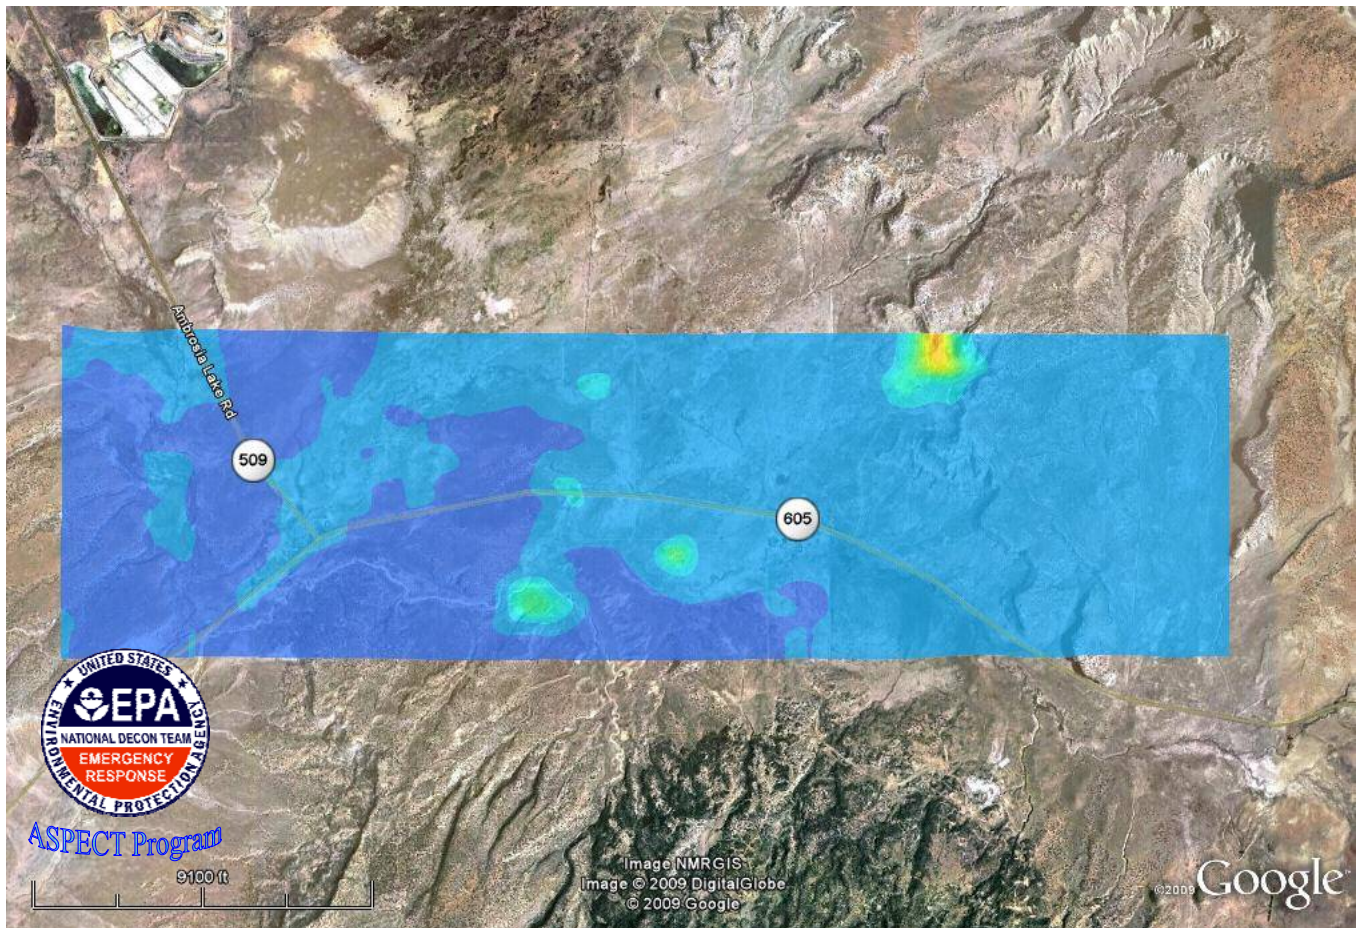 Ambrosia Lake Rd
509
605
UNITED STATES
ENVIRONMENTAL PROTECTION AGENCY
EPA
NATIONAL DECON TEAM
EMERGENCY
RESPONSE
ASPECT Program
9100 ft
Image NMRGIS
Image © 2009 DigitalGlobe
© 2009 Google
©2009 Google